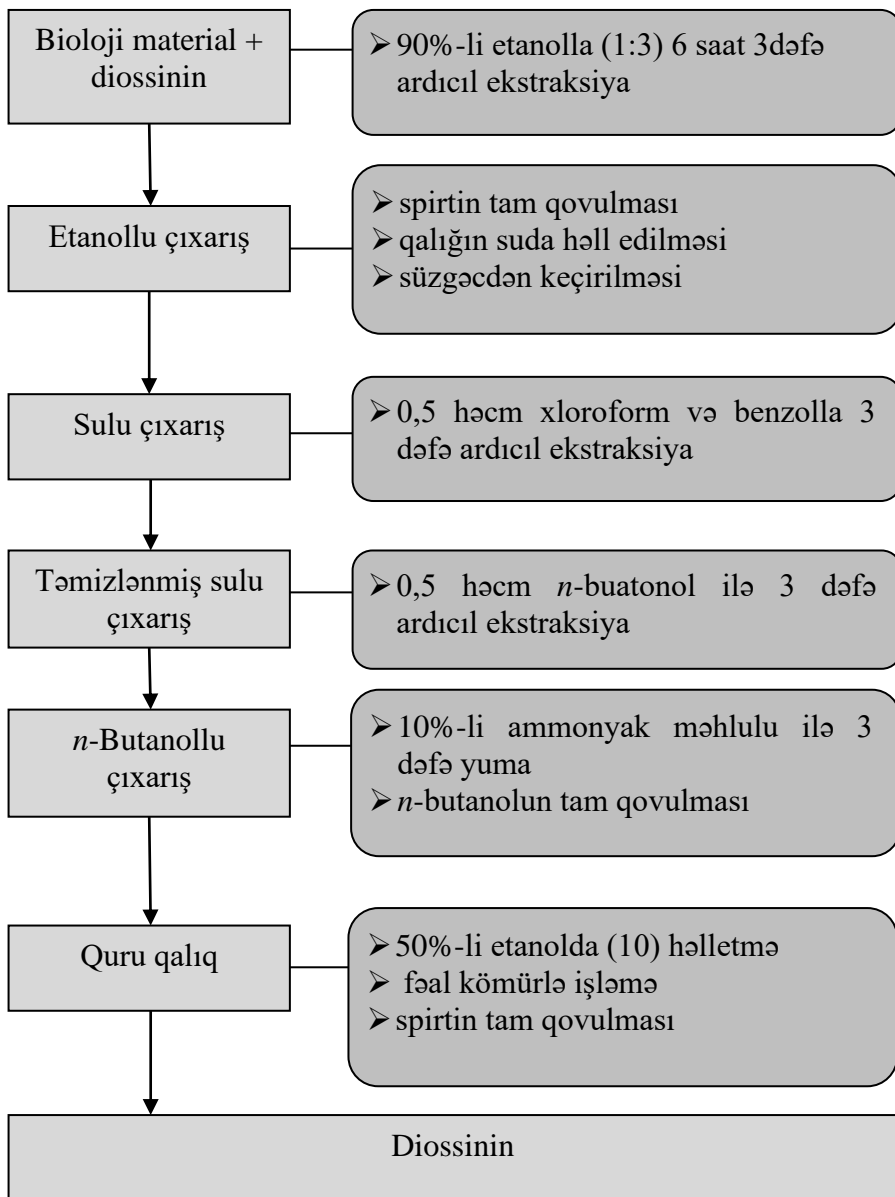 Bioloji material +
diossinin
➢ 90%-li etanolla (1:3) 6 saat 3dəfə
ardıcıl ekstraksiya
Etanollu çıxarış
➢ spirtin tam qovulması
➢ qalığın suda həll edilməsi
➢ süzgəcdən keçirilməsi
Sulu çıxarış
➢ 0,5 həcm xloroform və benzolla 3
dəfə ardıcıl ekstraksiya
Təmizlənmiş sulu
çıxarış
➢ 0,5 həcm n-buatonol ilə 3 dəfə
ardıcıl ekstraksiya
n-Butanollu
çıxarış
➢ 10%-li ammonyak məhlulu ilə 3
dəfə yuma
➢ n-butanolun tam qovulması
Quru qalıq
➢ 50%-li etanolda (10) həlletmə
➢ fəal kömürlə işləmə
➢ spirtin tam qovulması
Diossinin